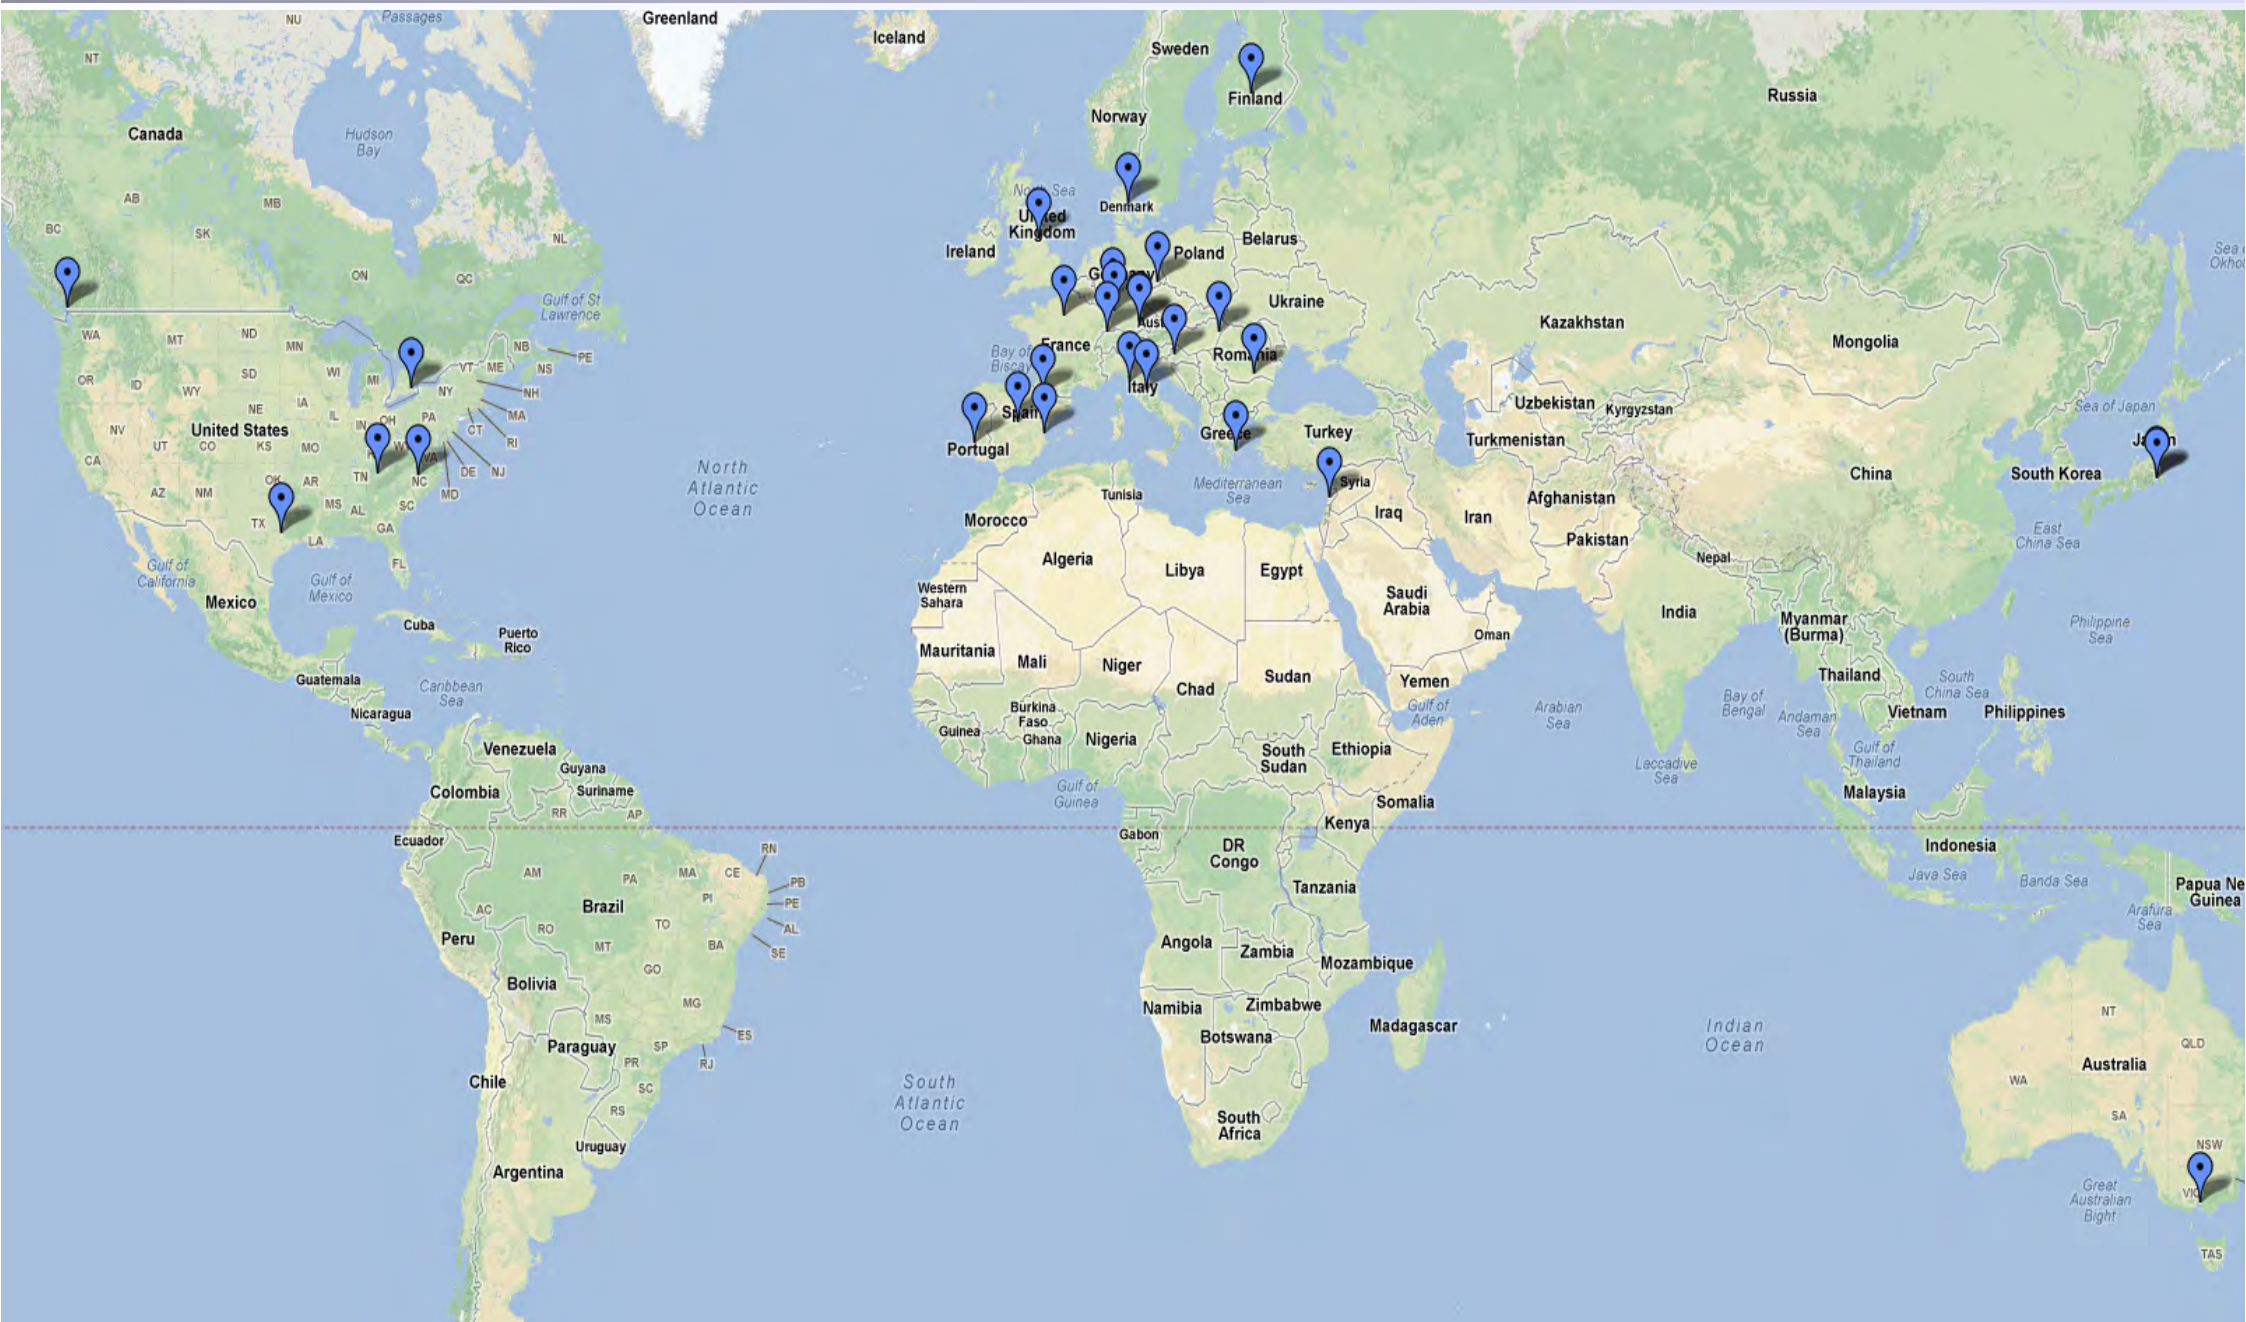 NU
Passages
Greenland
Iceland
Sweden
NT
Finland
Russia
Norway
Canada
Hudson
Bay
AB
MB
North Sea
Denmark
United
Kingdom
BC
SK
NL
Ireland
Poland
Belarus
Sea
ON
QC
Germany
Gulf of St
Lawrence
Ukraine
Kazakhstan
Mongolia
WA
MT
ND
MN
NB
PE
VT
ME
NS
France
Bay of
Biscay
Romania
OR
ID
WY
SD
WI
MI
NY
NH
Italy
NE
IA
IL
IN
OH
PA
MA
CT
RI
Spain
Uzbekistan
Kyrgyzstan
Sea of Japan
NV
UT
United States
CO
KS
MO
VA
DE
NJ
Portugal
Greece
Turkey
Turkmenistan
Japan
CA
AZ
NM
OK
AR
TN
NC
MD
North
Atlantic
Ocean
Tunisia
Mediterranean
Sea
Syria
China
South Korea
TX
MS
AL
SC
GA
LA
Morocco
Iraq
Iran
Afghanistan
Pakistan
East
China Sea
Gulf of
California
Gulf of
Mexico
FL
Algeria
Libya
Egypt
Nepal
Mexico
Western
Sahara
Saudi
Arabia
India
Myanmar
(Burma)
Cuba
Puerto
Rico
Oman
Philippine
Sea
Mauritania
Mali
Niger
Chad
Sudan
Yemen
Thailand
Guatemala
Caribbean
Sea
Gulf of
Aden
Arabian
Sea
Bay of
Bengal
Andaman
Sea
South
China Sea
Nicaragua
Burkina
Faso
Guinea
Ghana
Nigeria
Vietnam
Philippines
Venezuela
South
Sudan
Ethiopia
Laccadive
Sea
Gulf of
Thailand
Guyana
Colombia
Suriname
Gulf of
Guinea
Somalia
Malaysia
RR
AP
Ecuador
Gabon
Kenya
DR
Congo
Indonesia
RN
AM
PA
MA
CE
PB
Tanzania
Java Sea
Banda Sea
Papua Ne
Guinea
PI
PE
AC
Brazil
Arafura
Sea
Peru
RO
TO
AL
MT
BA
SE
Angola
Zambia
Mozambique
Bolivia
GO
MG
Namibia
Zimbabwe
NT
MS
ES
Botswana
Madagascar
Indian
Ocean
Paraguay
SP
PR
RJ
QLD
Australia
Chile
SC
South
Atlantic
Ocean
WA
RS
South
Africa
SA
Uruguay
NSW
Argentina
Great
Australian
Bight
TAS